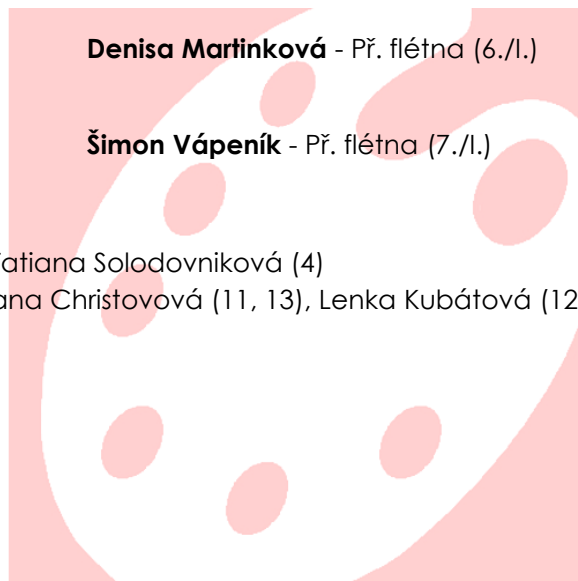 Denisa Martinková - Př. flétna (6./I.)
Šimon Vápeník - Př. flétna (7./I.)
atiana Solodovniková (4)
ana Christovová (11, 13), Lenka Kubátová (12